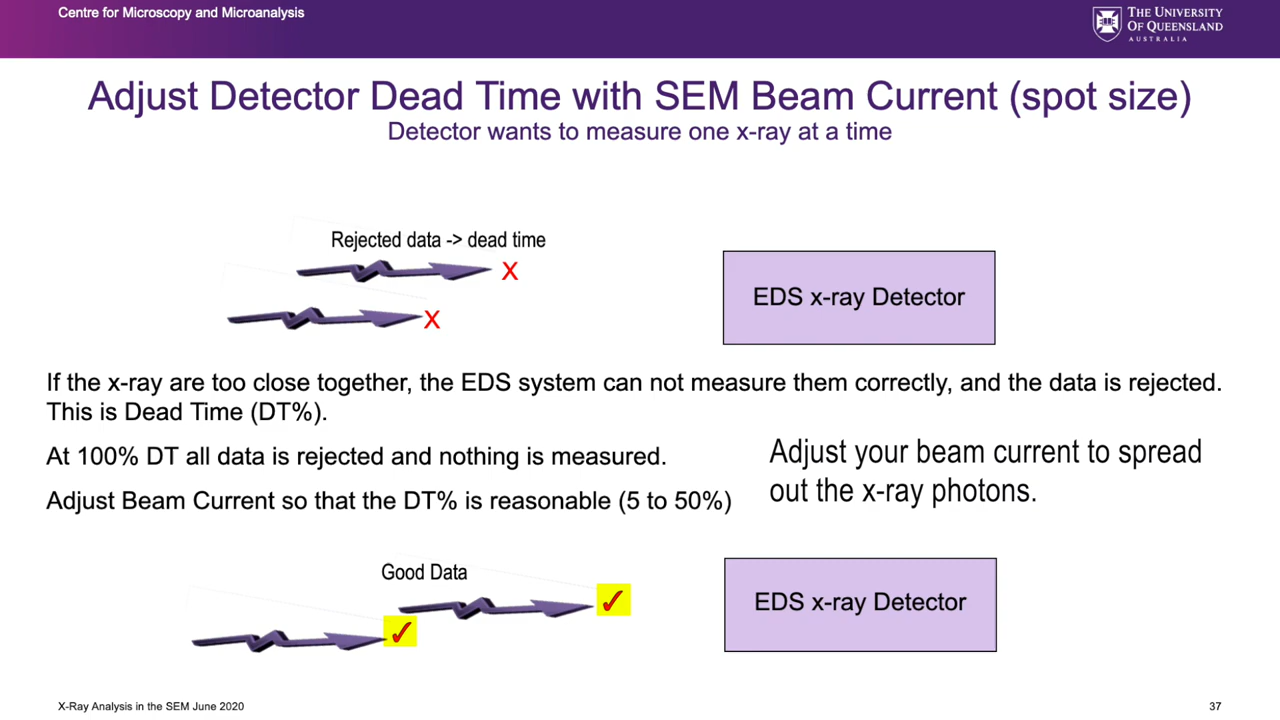 Centre for Microscopy and Microanalysis
THE UNIVERSITY
OF QUEENSLAND
AUSTRALIA
Adjust Detector Dead Time with SEM Beam Current (spot size)
Detector wants to measure one x-ray at a time
Rejected data -> dead time
X
X
EDS x-ray Detector
If the x-ray are too close together, the EDS system can not measure them correctly, and the data is rejected.
This is Dead Time (DT%).
At 100% DT all data is rejected and nothing is measured.
Adjust Beam Current so that the DT% is reasonable (5 to 50%)
Adjust your beam current to spread
out the x-ray photons.
Good Data
✓
✓
EDS x-ray Detector
X-Ray Analysis in the SEM June 2020
37